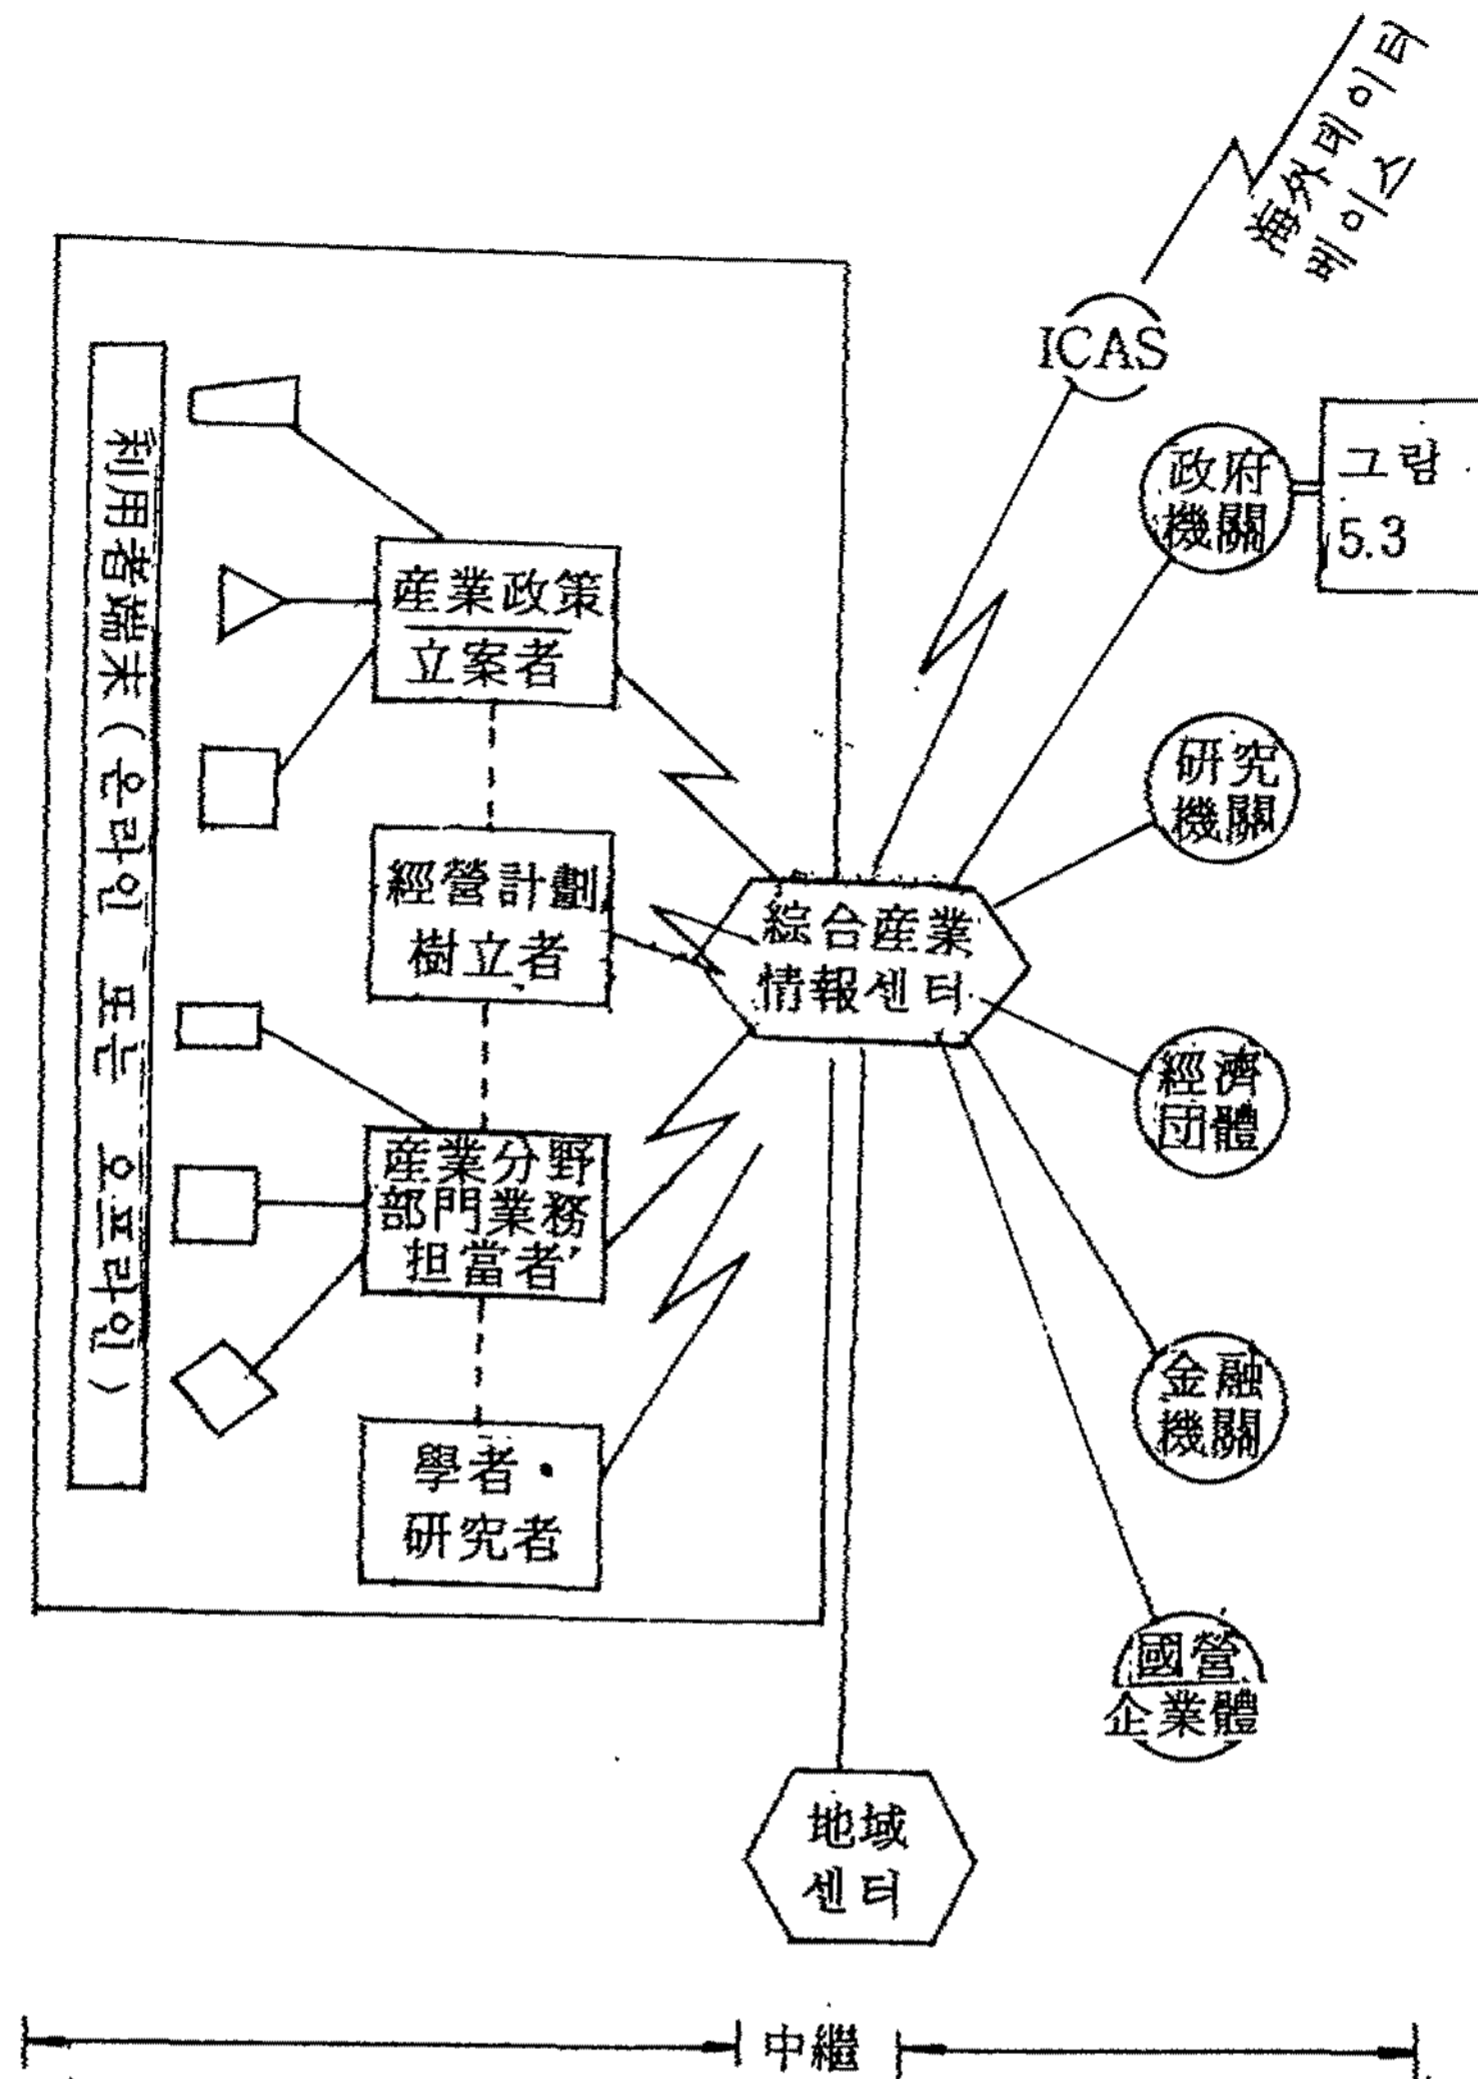 海外데이터
베이스
ICAS
政府
機關
그림
5.3
利用者端末(온라인 또는 오프라인)
産業政策
立案者
研究
機關
經營計劃
樹立者
綜合産業
情報센터
經濟
団體
産業分野
部門業務
担當者
金融
機關
學者·
研究者
國營
企業體
地域
센터
中繼